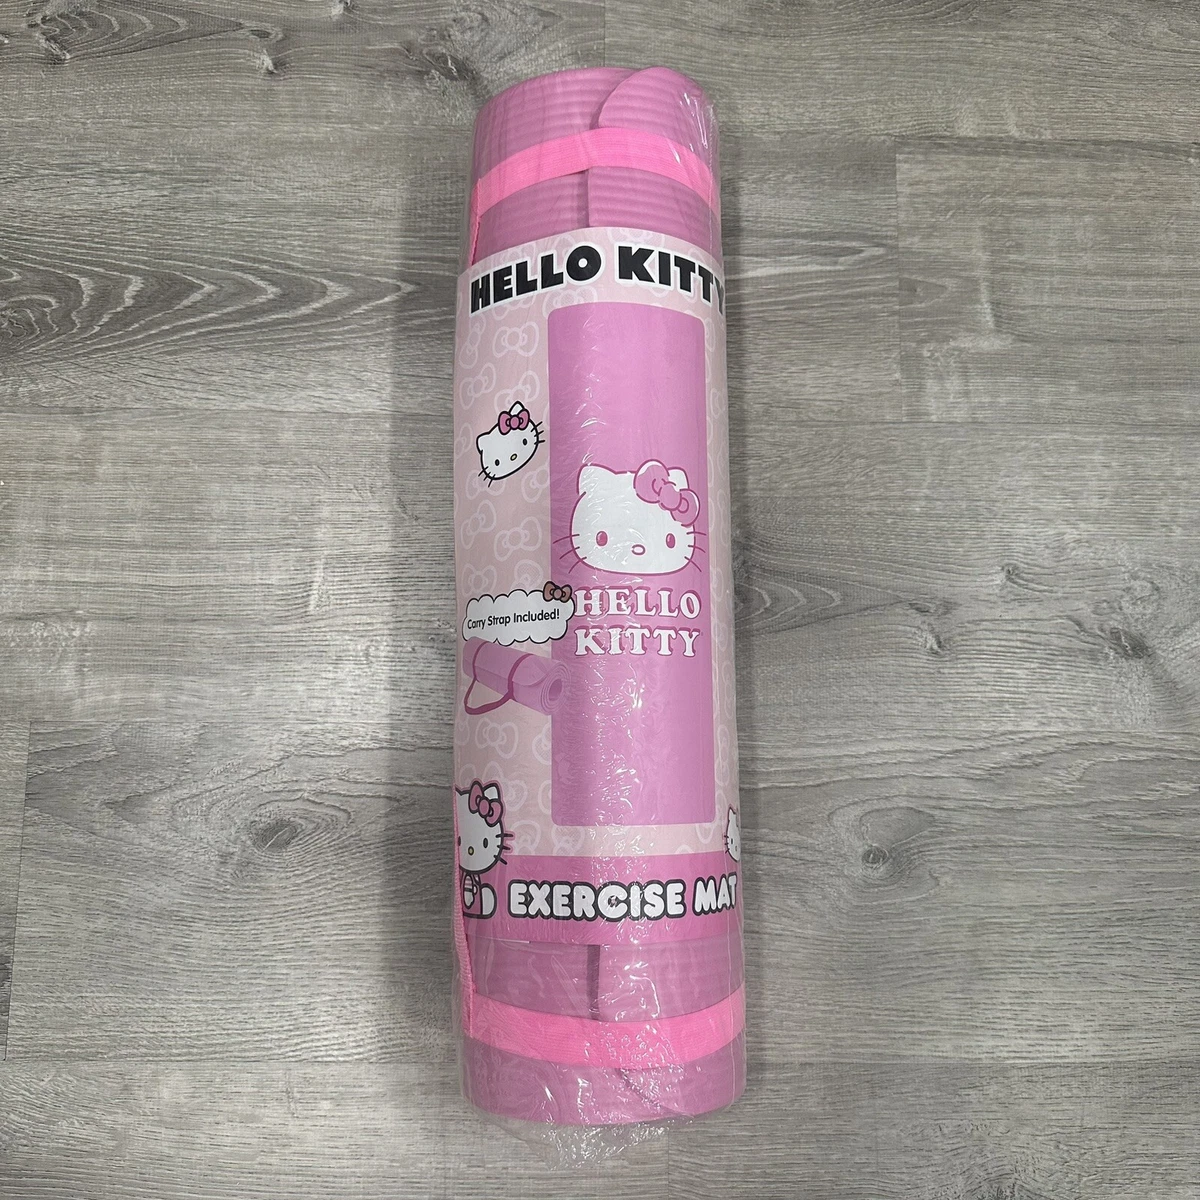 HELLO KITTY
Carry Strap Included!
HELLO
KITTY
EXERCISE MAT